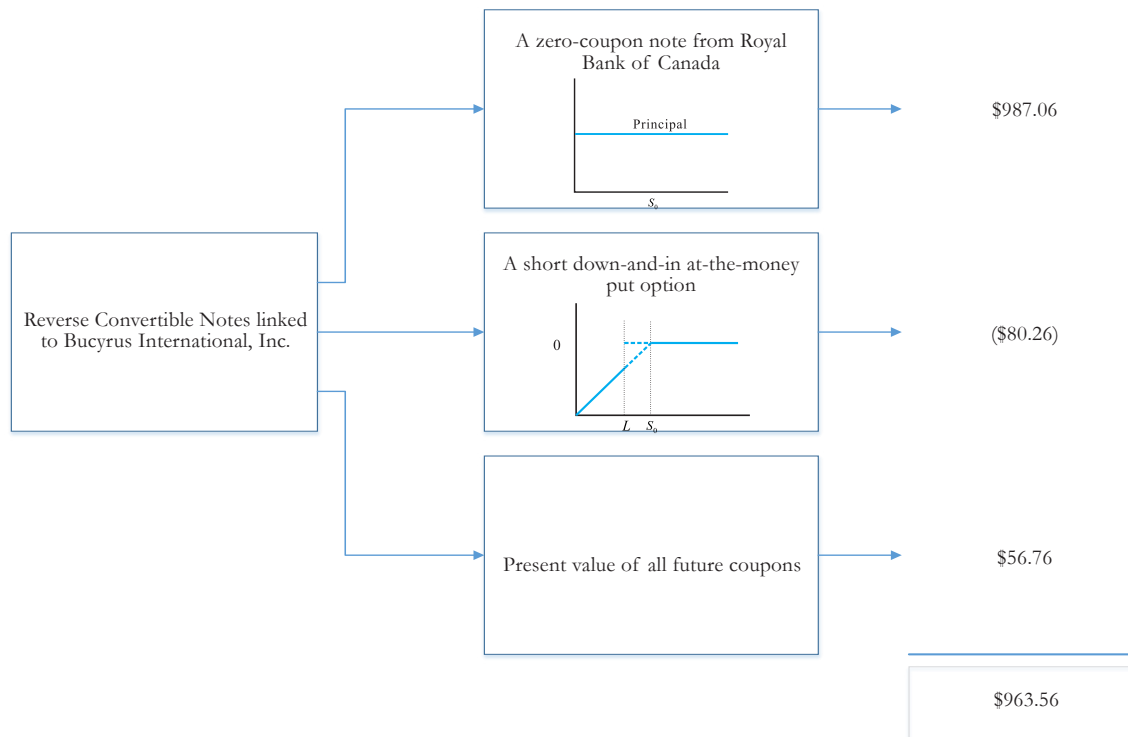 A zero-coupon note from Royal
Bank of Canada
Principal
S₀
$987.06
Reverse Convertible Notes linked
to Bucyrus International, Inc.
A short down-and-in at-the-money
put option
0
L S₀
($80.26)
Present value of all future coupons
$56.76
$963.56